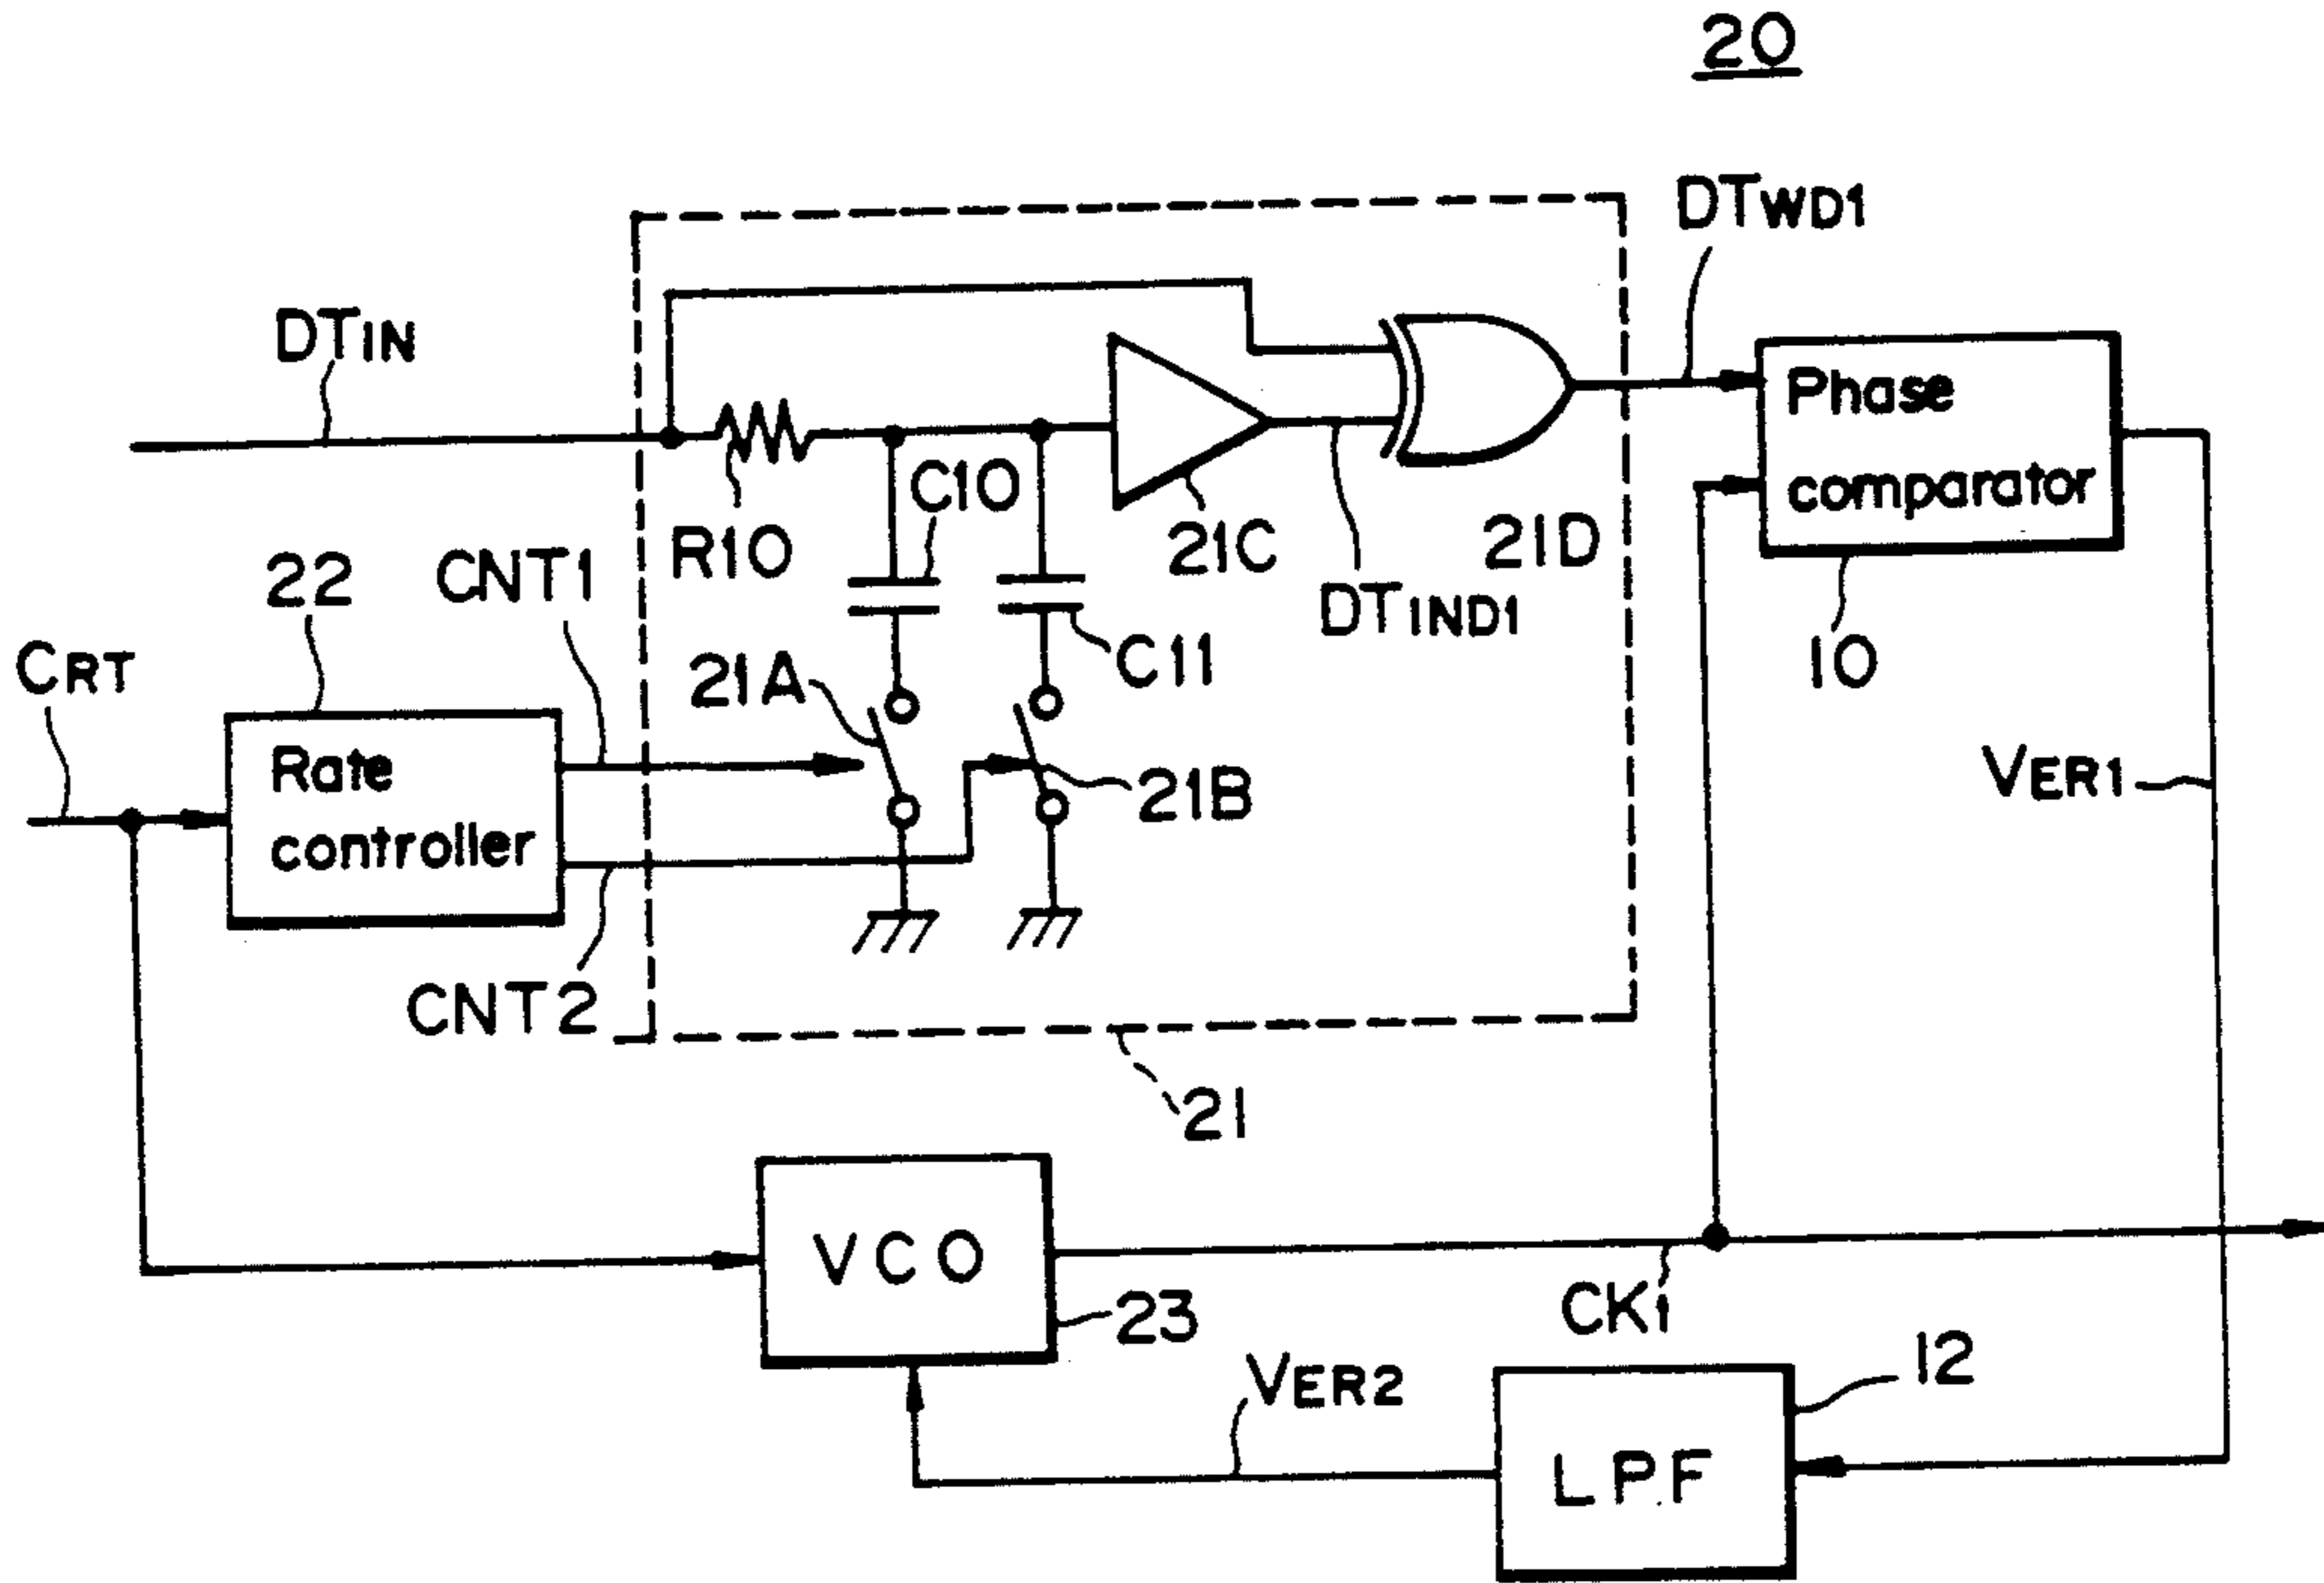 20
DTWD1
DTIN
Phase
comparator
C10
R10
21C
21D
DTIND1
10
22
CNT1
C11
CRT
21A
21B
VER1
Rate
controller
CNT2
21
VCO
23
CK1
12
VER2
LPF